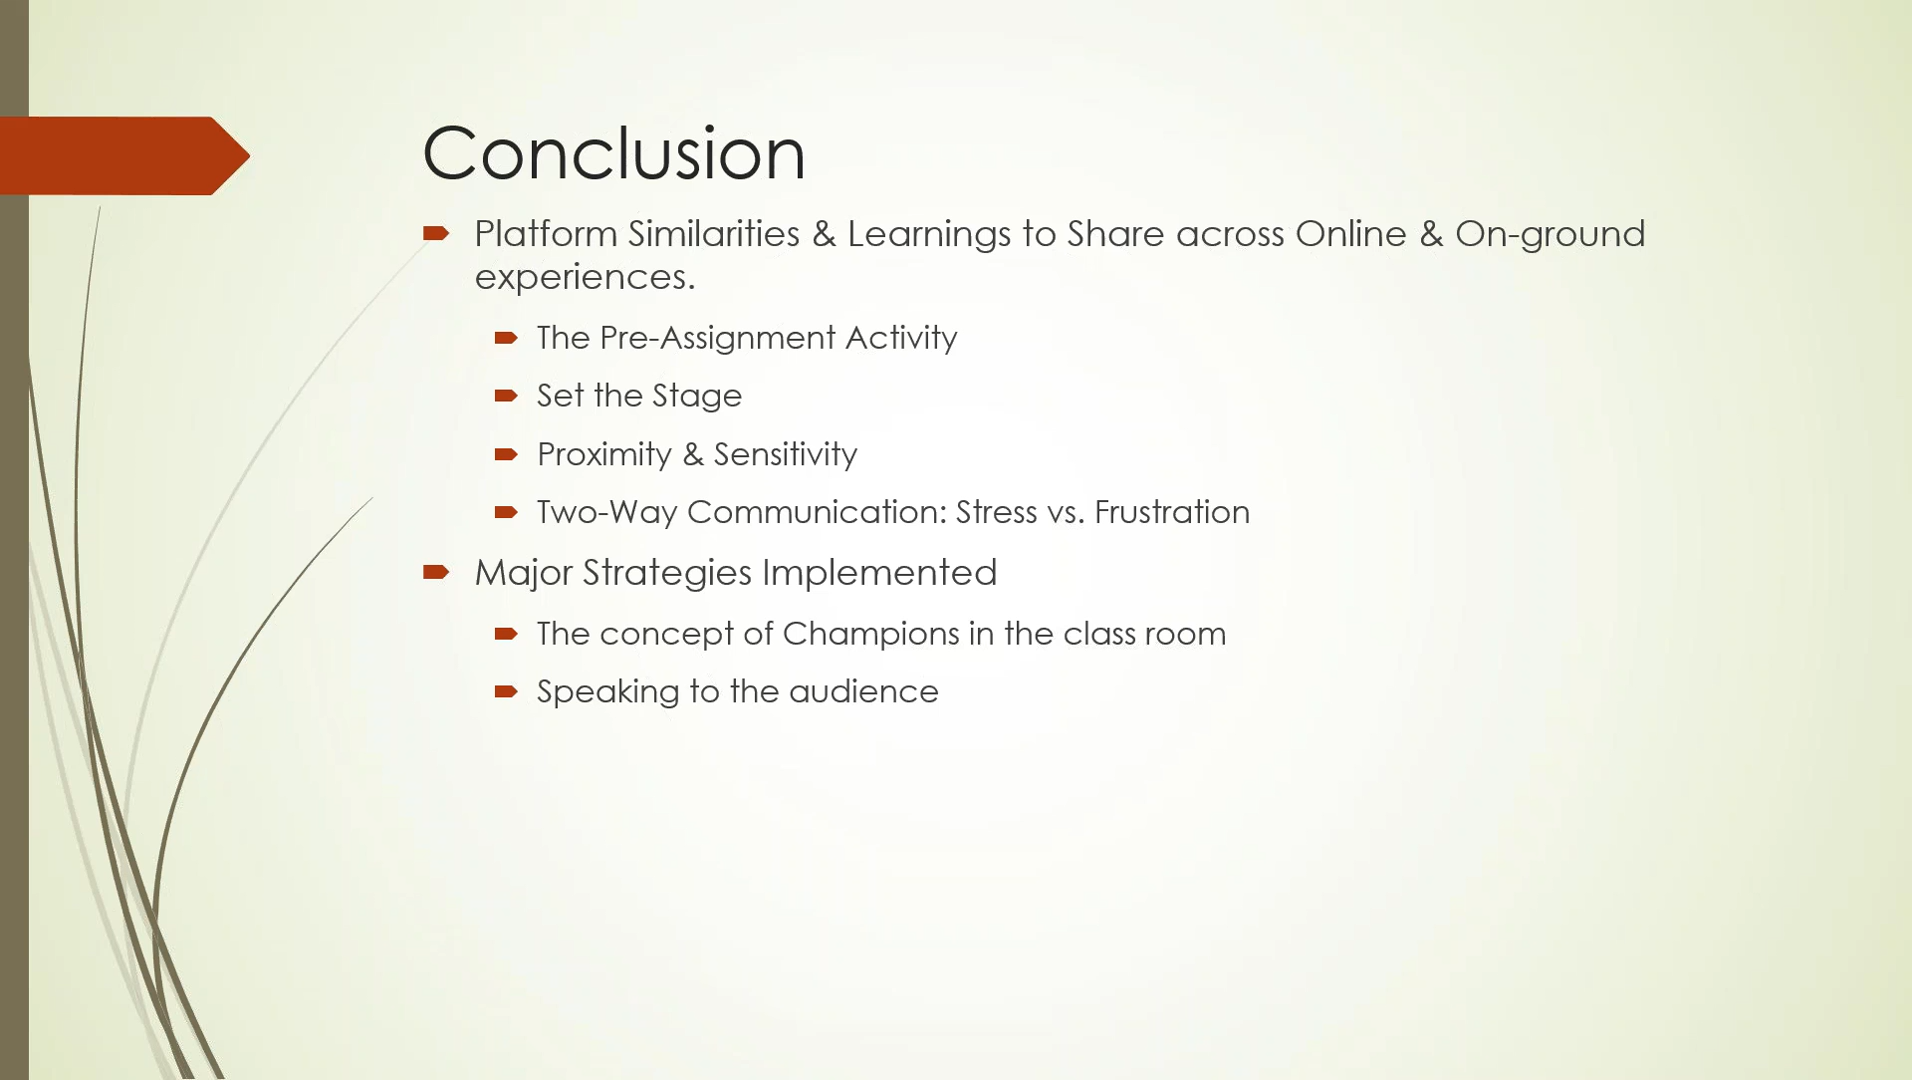 Conclusion
Platform Similarities & Learnings to Share across Online & On-ground
experiences.
The Pre-Assignment Activity
Set the Stage
Proximity & Sensitivity
Two-Way Communication: Stress vs. Frustration
Major Strategies Implemented
The concept of Champions in the class room
Speaking to the audience